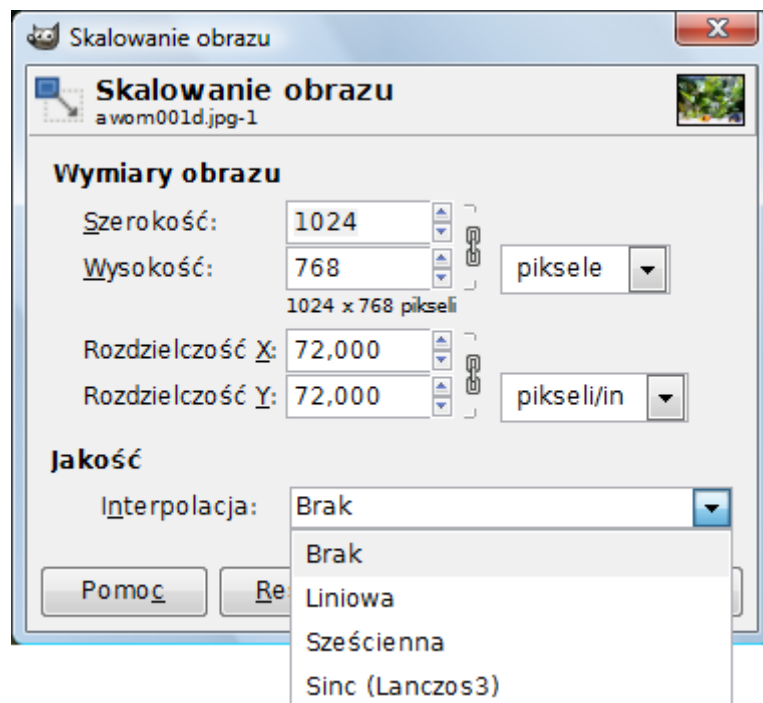 Skalowanie obrazu
Skalowanie obrazu
awom001d.jpg-1
Wymiary obrazu
Szerokość: 1024
Wysokość: 768 piksele
1024 x 768 pikseli
Rozdzielczość X: 72,000
Rozdzielczość Y: 72,000 pikseli/in
Jakość
Interpolacja: Brak
Brak
Pomoc Re
Liniowa
Sześcienna
Sinc (Lanczos3)